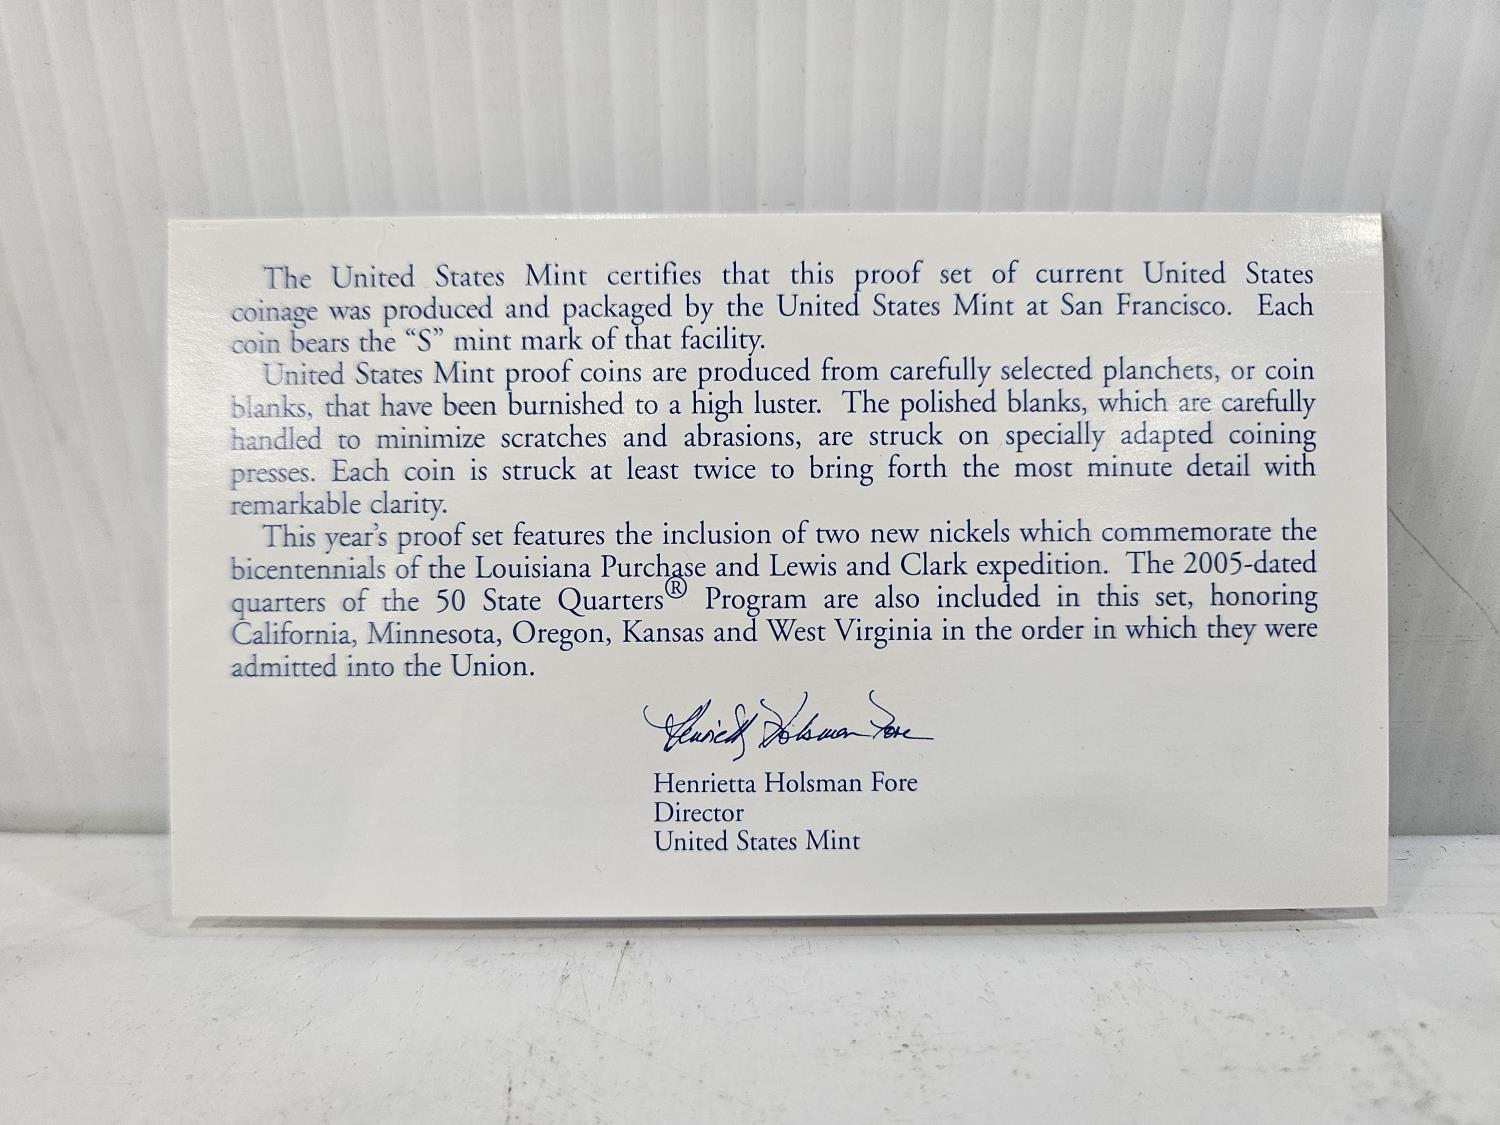 The United States Mint certifies that this proof set of current United States
coinage was produced and packaged by the United States Mint at San Francisco. Each
coin bears the “S” mint mark of that facility.
United States Mint proof coins are produced from carefully selected planchets, or coin
blanks, that have been burnished to a high luster. The polished blanks, which are carefully
handled to minimize scratches and abrasions, are struck on specially adapted coining
presses. Each coin is struck at least twice to bring forth the most minute detail with
remarkable clarity.
This year’s proof set features the inclusion of two new nickels which commemorate the
bicentennials of the Louisiana Purchase and Lewis and Clark expedition. The 2005-dated
quarters of the 50 State Quarters® Program are also included in this set, honoring
California, Minnesota, Oregon, Kansas and West Virginia in the order in which they were
admitted into the Union.
Henrietta Holsman Fore
Henrietta Holsman Fore
Director
United States Mint